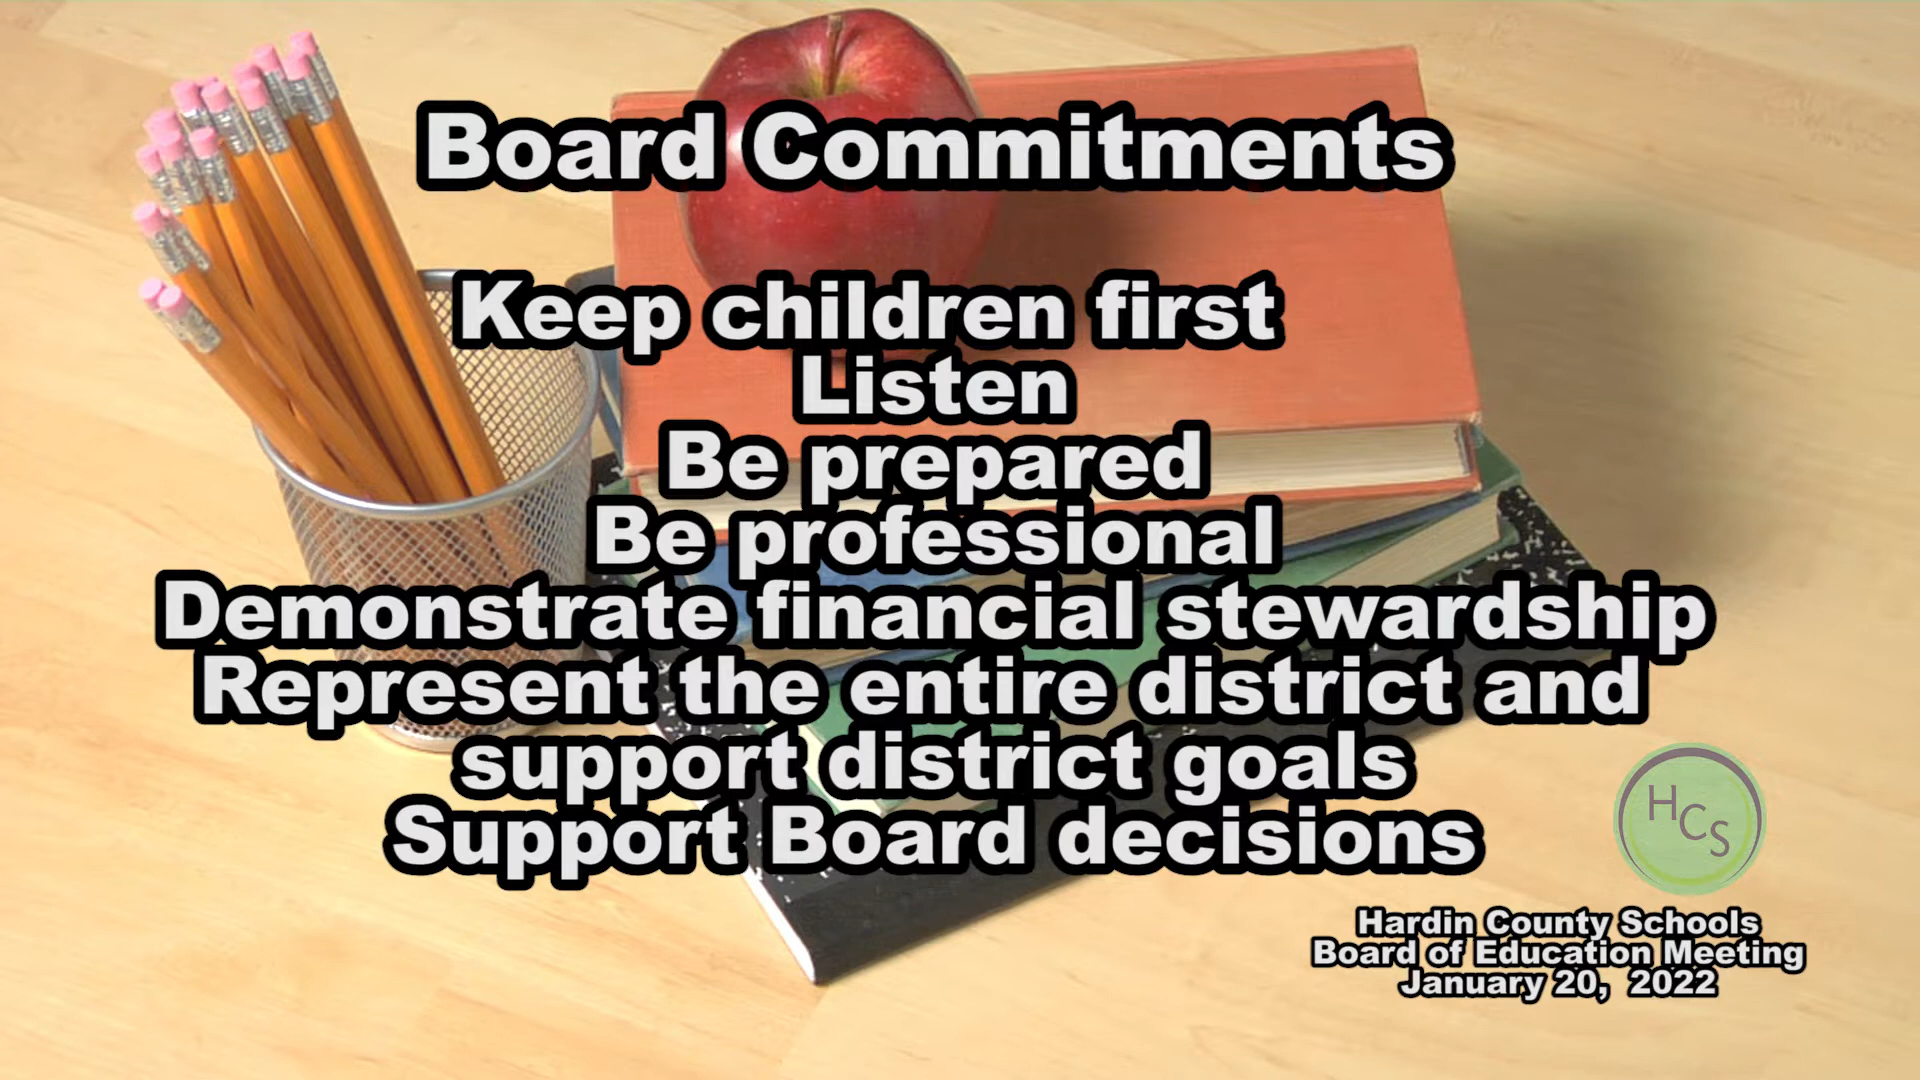 Board Commitments
Keep children first
Listen
Be prepared
Be professional
Demonstrate financial stewardship
Represent the entire district and
support district goals
Support Board decisions
HCS
Hardin County Schools
Board of Education Meeting
January 20, 2022